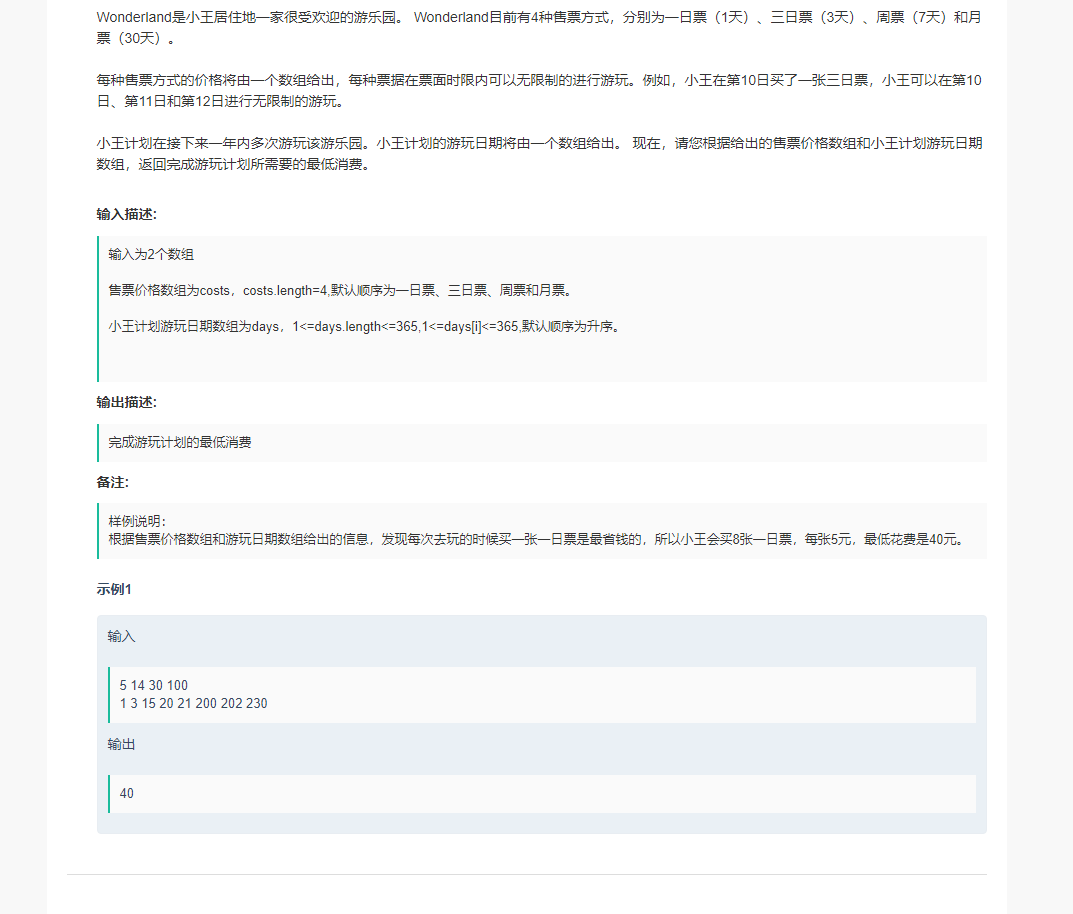 Wonderland是小王居住地一家很受欢迎的游乐园。 Wonderland目前有4种售票方式，分别为一日票（1天）、三日票（3天）、周票（7天）和月
票（30天）。
每种售票方式的价格将由一个数组给出，每种票据在票面时限内可以无限制的进行游玩。例如，小王在第10日买了一张三日票，小王可以在第10
日、第11日和第12日进行无限制的游玩。
小王计划在接下来一年内多次游玩该游乐园。小王计划的游玩日期将由一个数组给出。 现在，请您根据给出的售票价格数组和小王计划游玩日期
数组，返回完成游玩计划所需要的最低消费。
输入描述:
输入为2个数组
售票价格数组为costs，costs.length=4,默认顺序为一日票、三日票、周票和月票。
小王计划游玩日期数组为days，1<=days.length<=365,1<=days[i]<=365,默认顺序为升序。
输出描述:
完成游玩计划的最低消费
备注:
样例说明：
根据售票价格数组和游玩日期数组给出的信息，发现每次去玩的时候买一张一日票是最省钱的，所以小王会买8张一日票，每张5元，最低花费是40元。
示例1
输入
5 14 30 100
1 3 15 20 21 200 202 230
输出
40